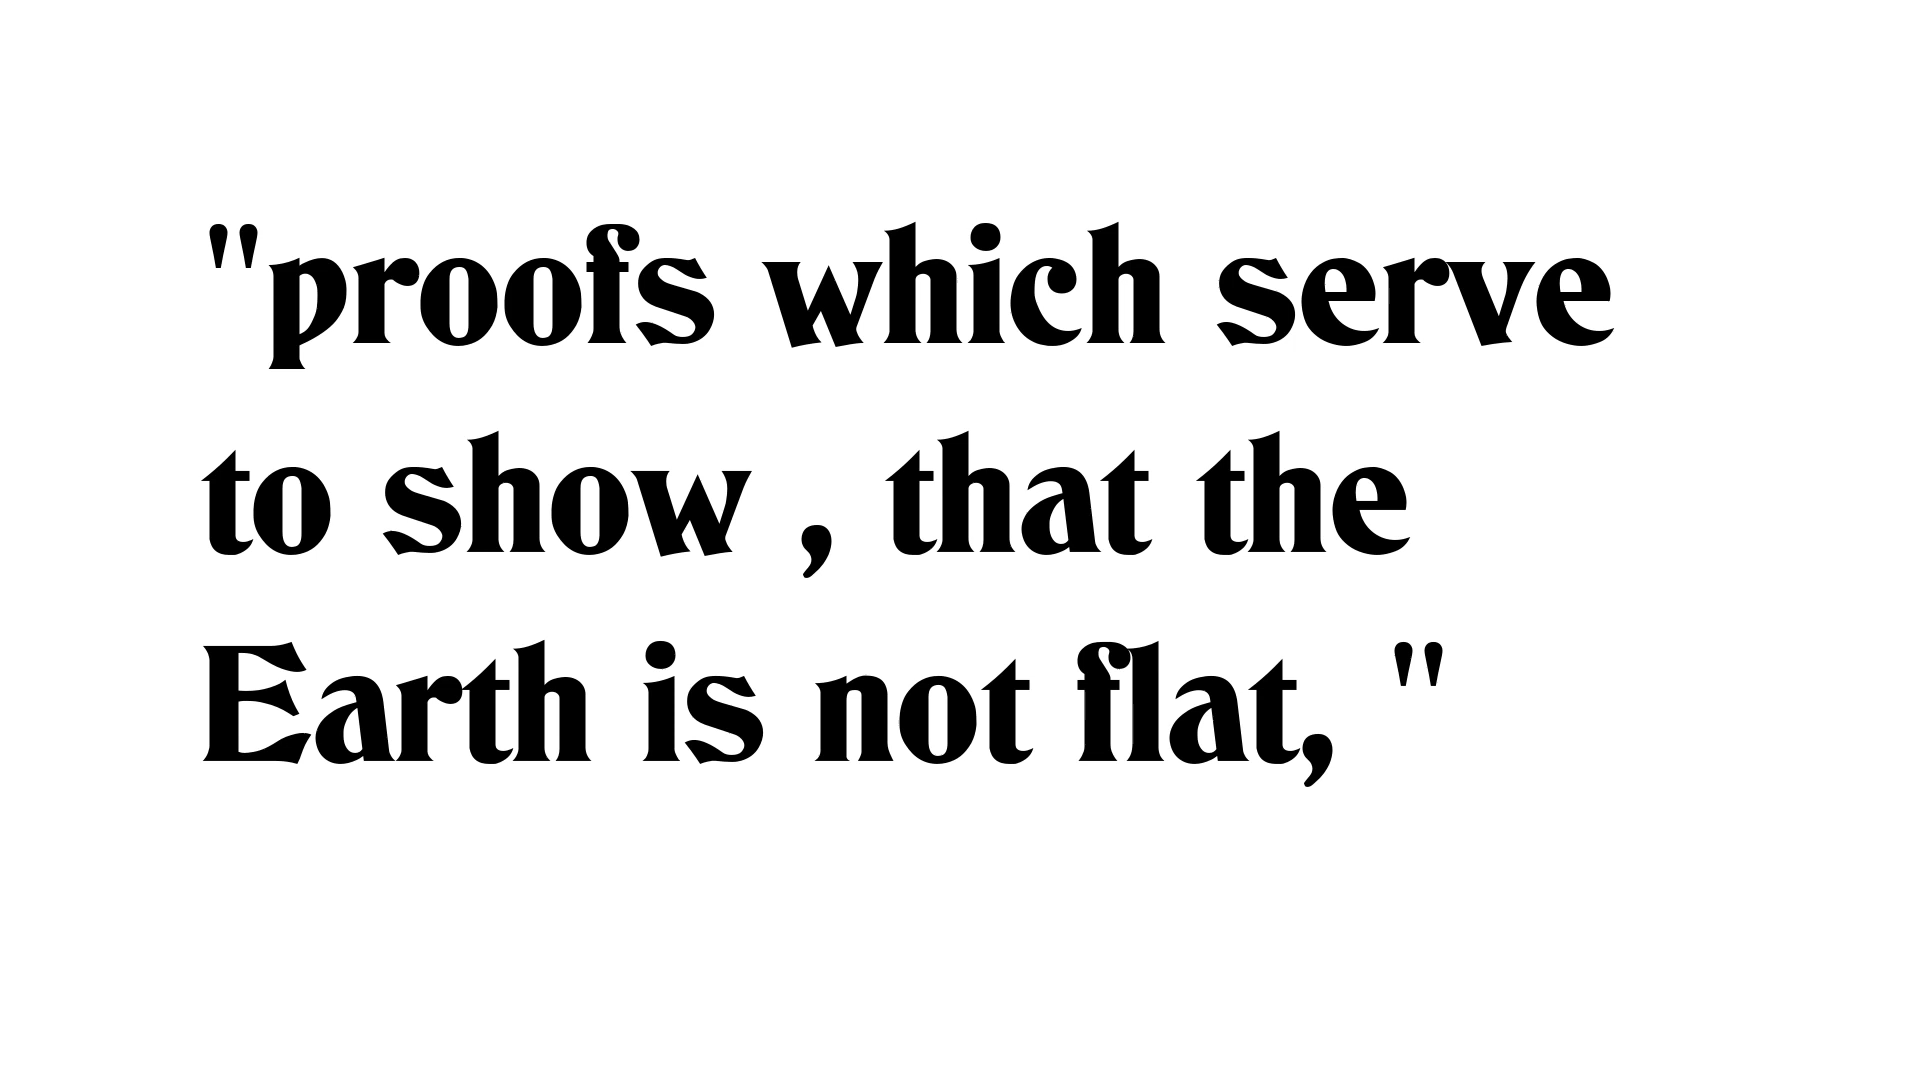 "proofs which serve
to show , that the
Earth is not flat, "